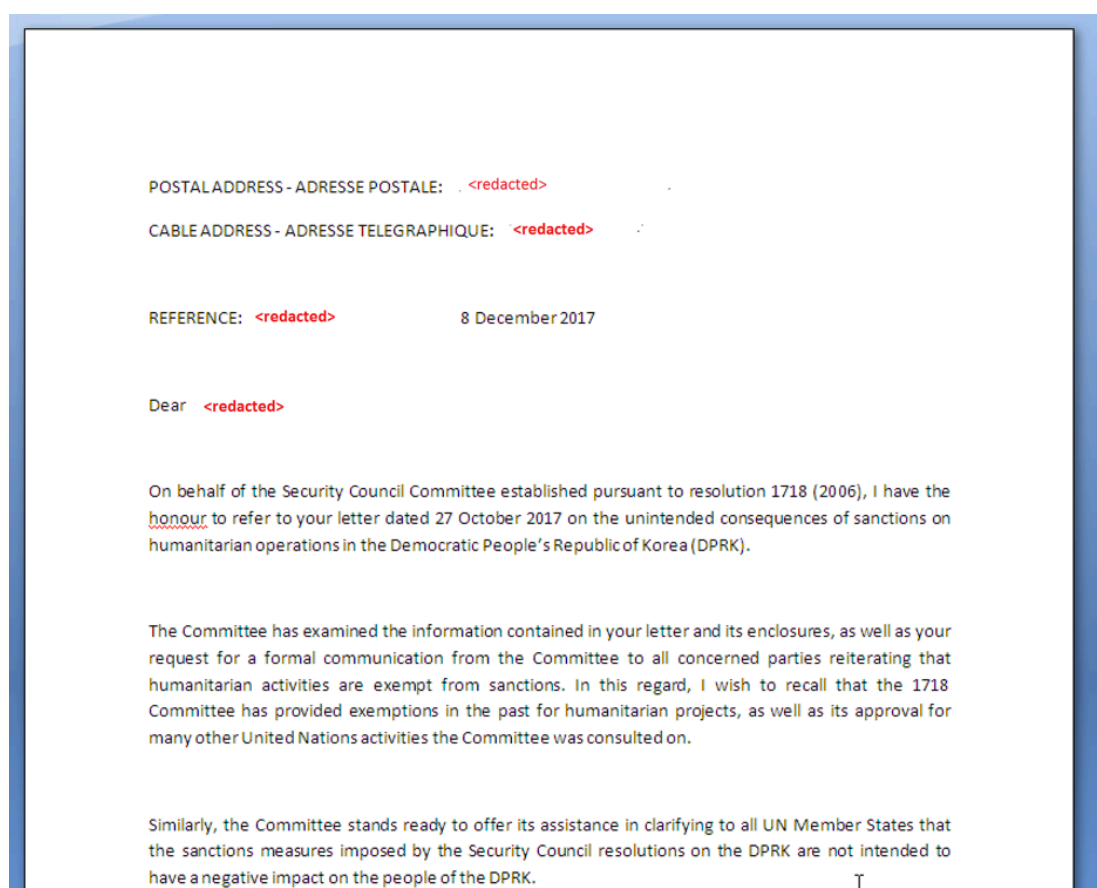 POSTAL ADDRESS - ADRESSE POSTALE: <redacted>
CABLE ADDRESS - ADRESSE TELEGRAPHIQUE: <redacted>
REFERENCE: <redacted> 8 December 2017
Dear <redacted>
On behalf of the Security Council Committee established pursuant to resolution 1718 (2006), I have the
honour to refer to your letter dated 27 October 2017 on the unintended consequences of sanctions on
humanitarian operations in the Democratic People's Republic of Korea (DPRK).
The Committee has examined the information contained in your letter and its enclosures, as well as your
request for a formal communication from the Committee to all concerned parties reiterating that
humanitarian activities are exempt from sanctions. In this regard, I wish to recall that the 1718
Committee has provided exemptions in the past for humanitarian projects, as well as its approval for
many other United Nations activities the Committee was consulted on.
Similarly, the Committee stands ready to offer its assistance in clarifying to all UN Member States that
the sanctions measures imposed by the Security Council resolutions on the DPRK are not intended to
have a negative impact on the people of the DPRK.